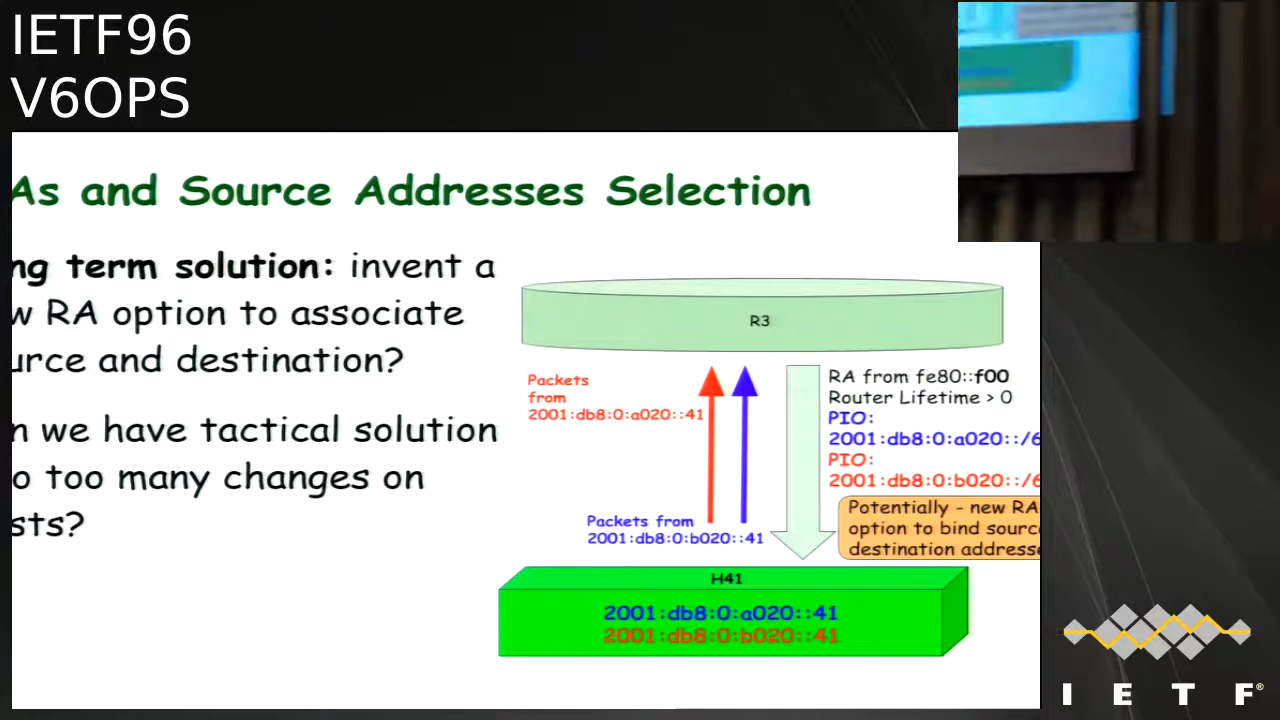 IETF96
V6OPS
As and Source Addresses Selection
ng term solution: invent a
w RA option to associate
urce and destination?
n we have tactical solution
o too many changes on
sts?
R3
Packets
from
2001:db8:0:a020::41
RA from fe80::f00
Router Lifetime > 0
PIO:
2001:db8:0:a020::/6
PIO:
2001:db8:0:b020::/6
Potentially - new RA
option to bind sourc
destination addresse
Packets from
2001:db8:0:b020::41
H41
2001:db8:0:a020::41
2001:db8:0:b020::41
I E T F®